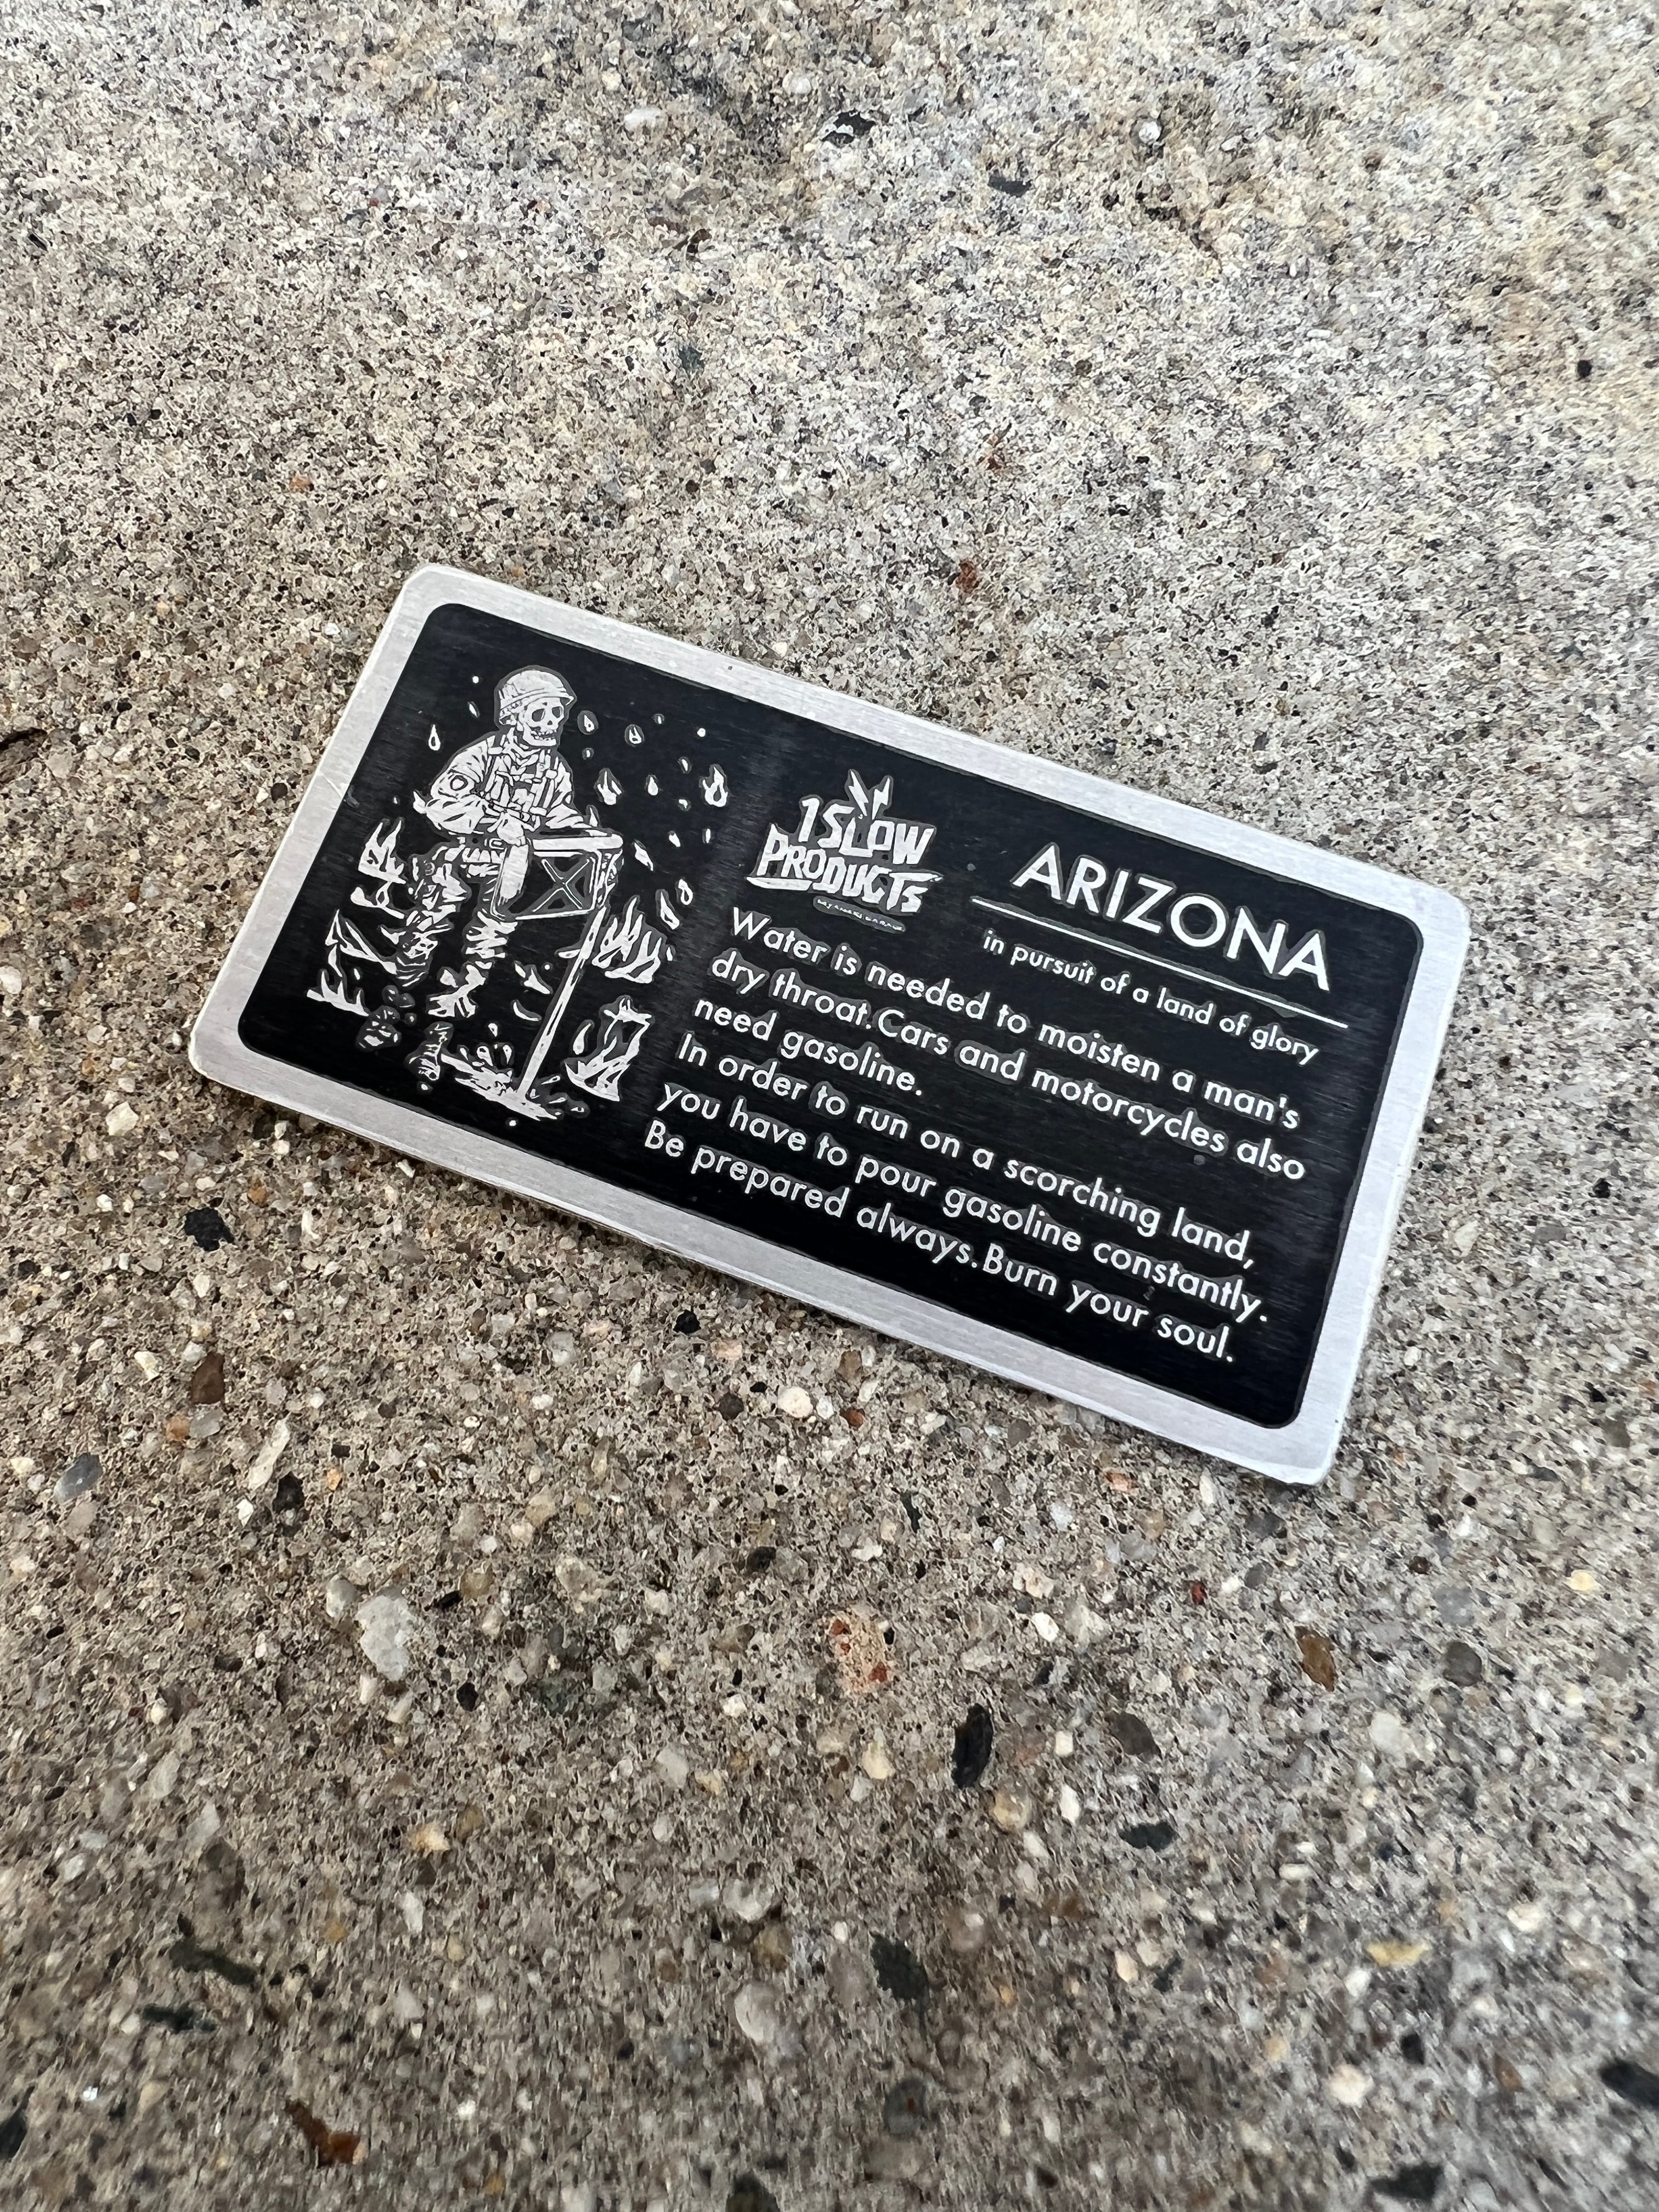 1 SLOW
PRODUCTS
ARIZONA
in pursuit of a land of glory
Water is needed to moisten a man's
dry throat.Cars and motorcycles also
need gasoline.
In order to run on a scorching land,
you have to pour gasoline constantly.
Be prepared always.Burn your soul.